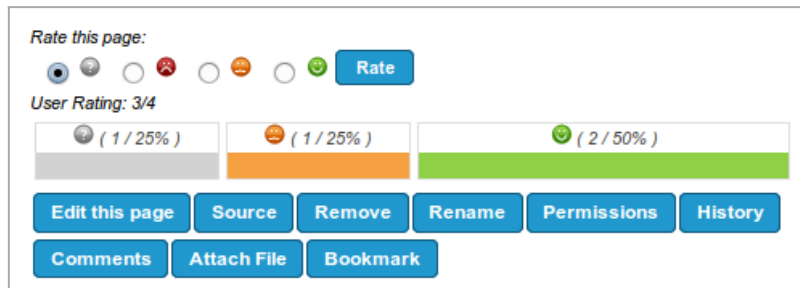 Rate this page:
Rate
User Rating: 3/4
( 1 / 25% ) ( 1 / 25% ) ( 2 / 50% )
Edit this page Source Remove Rename Permissions History
Comments Attach File Bookmark